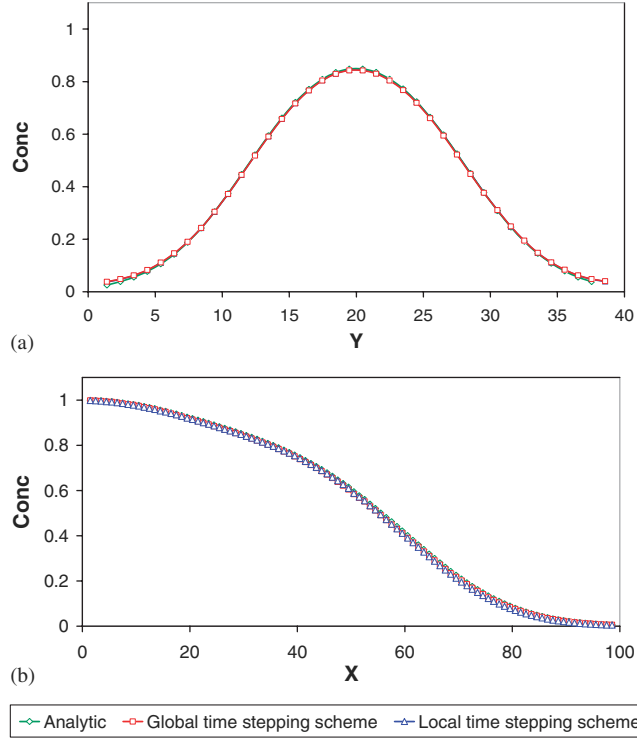 1
0.8
0.6
0.4
0.2
0
Conc
0 5 10 15 20 25 30 35 40
Y
(a)
1
0.8
0.6
0.4
0.2
0
Conc
0 20 40 60 80 100
X
(b)
Analytic Global time stepping scheme Local time stepping scheme